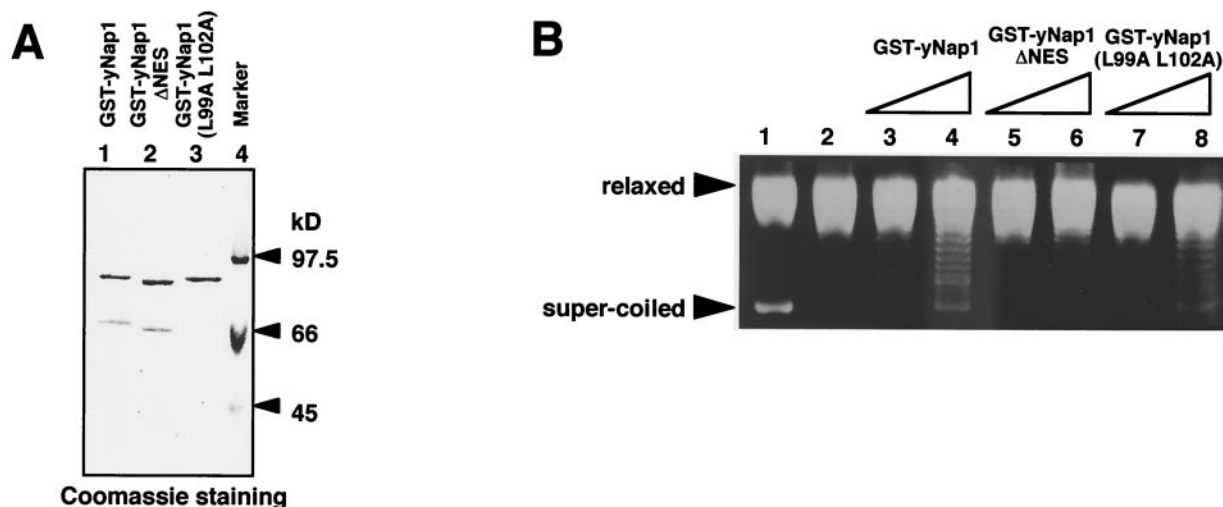 A
GST-yNap1
GST-yNap1
ΔNES
GST-yNap1
(L99A L102A)
Marker
1 2 3 4
kD
97.5
66
45
Coomassie staining
B
GST-yNap1
GST-yNap1
ΔNES
GST-yNap1
(L99A L102A)
1 2 3 4 5 6 7 8
relaxed
super-coiled